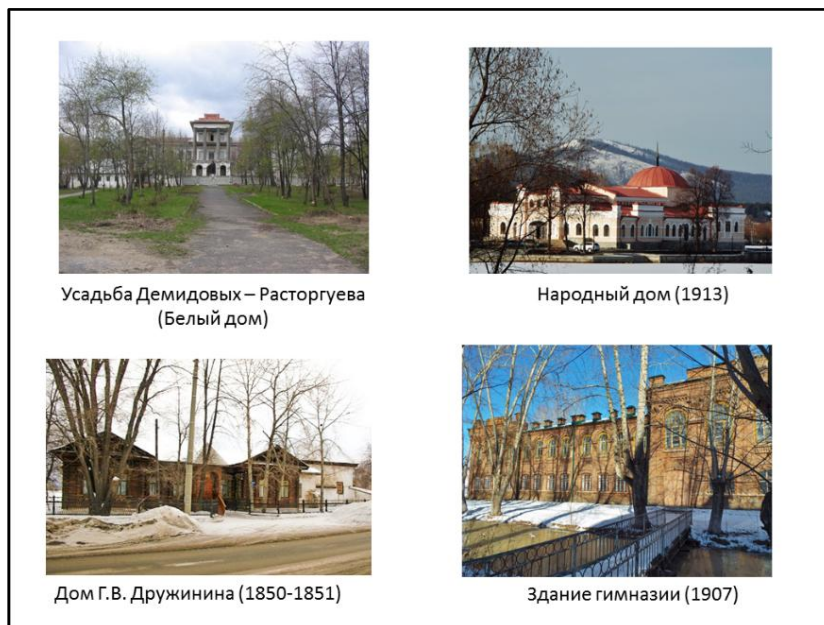 Усадьба Демидовых – Расторгуева
(Белый дом)
Народный дом (1913)
Дом Г.В. Дружинина (1850-1851)
Здание гимназии (1907)